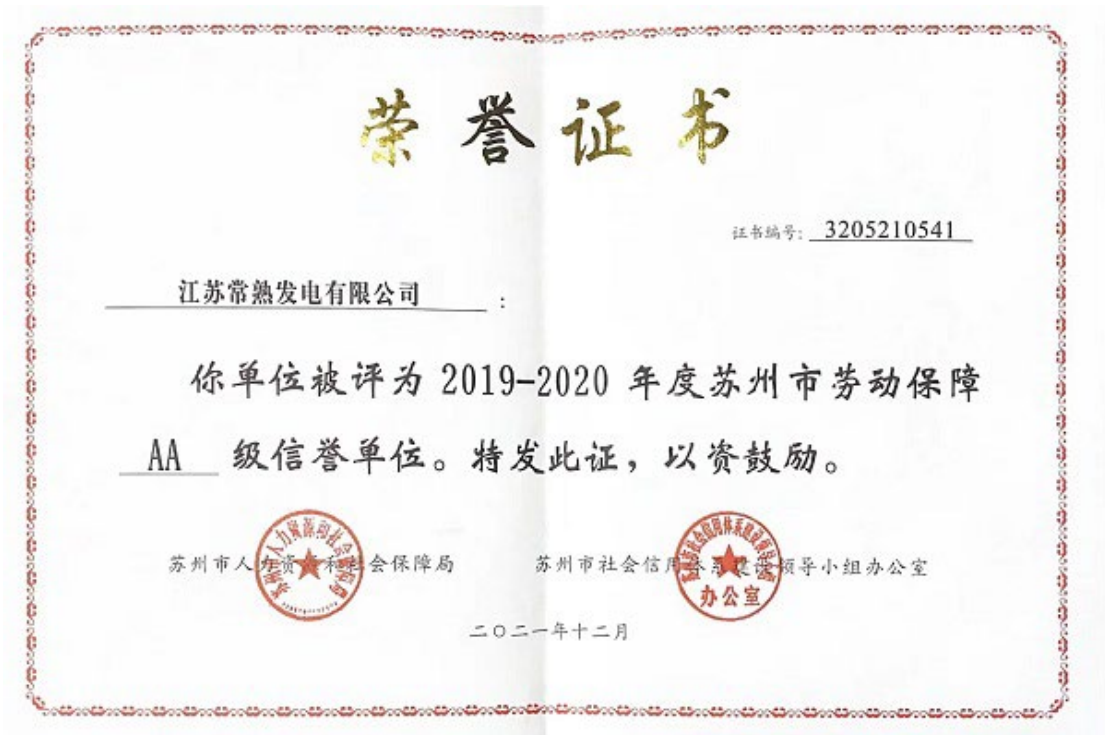 荣誉证书
证书编号: 3205210541
江苏常熟发电有限公司:
你单位被评为 2019-2020 年度苏州市劳动保障
AA 级信誉单位。特发此证，以资鼓励。
苏州市人力资源和社会保障局 苏州市社会信用体系建设领导小组办公室
办公室
二〇二一年十二月